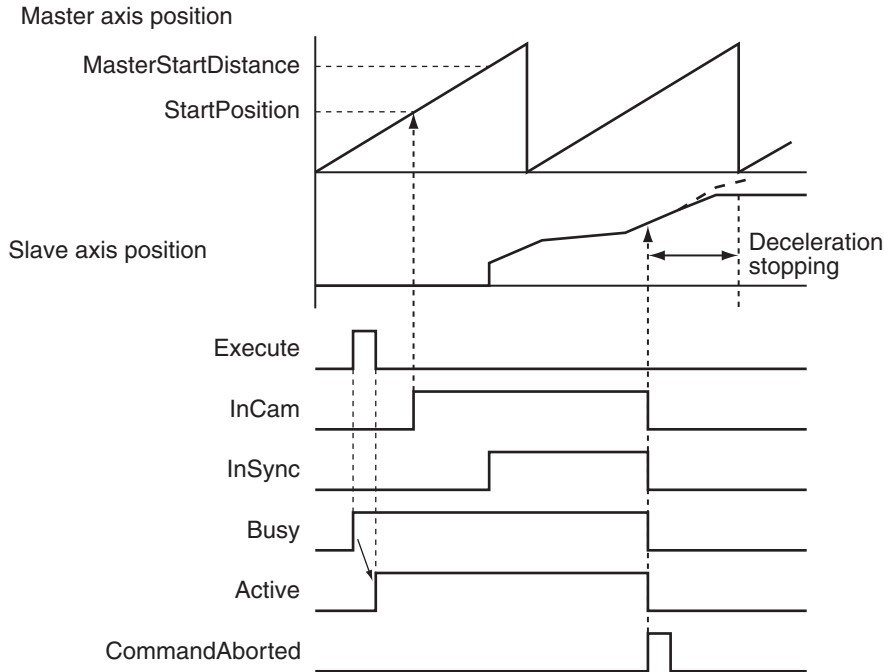 Master axis position
MasterStartDistance
StartPosition
Slave axis position
Deceleration
stopping
Execute
InCam
InSync
Busy
Active
CommandAborted